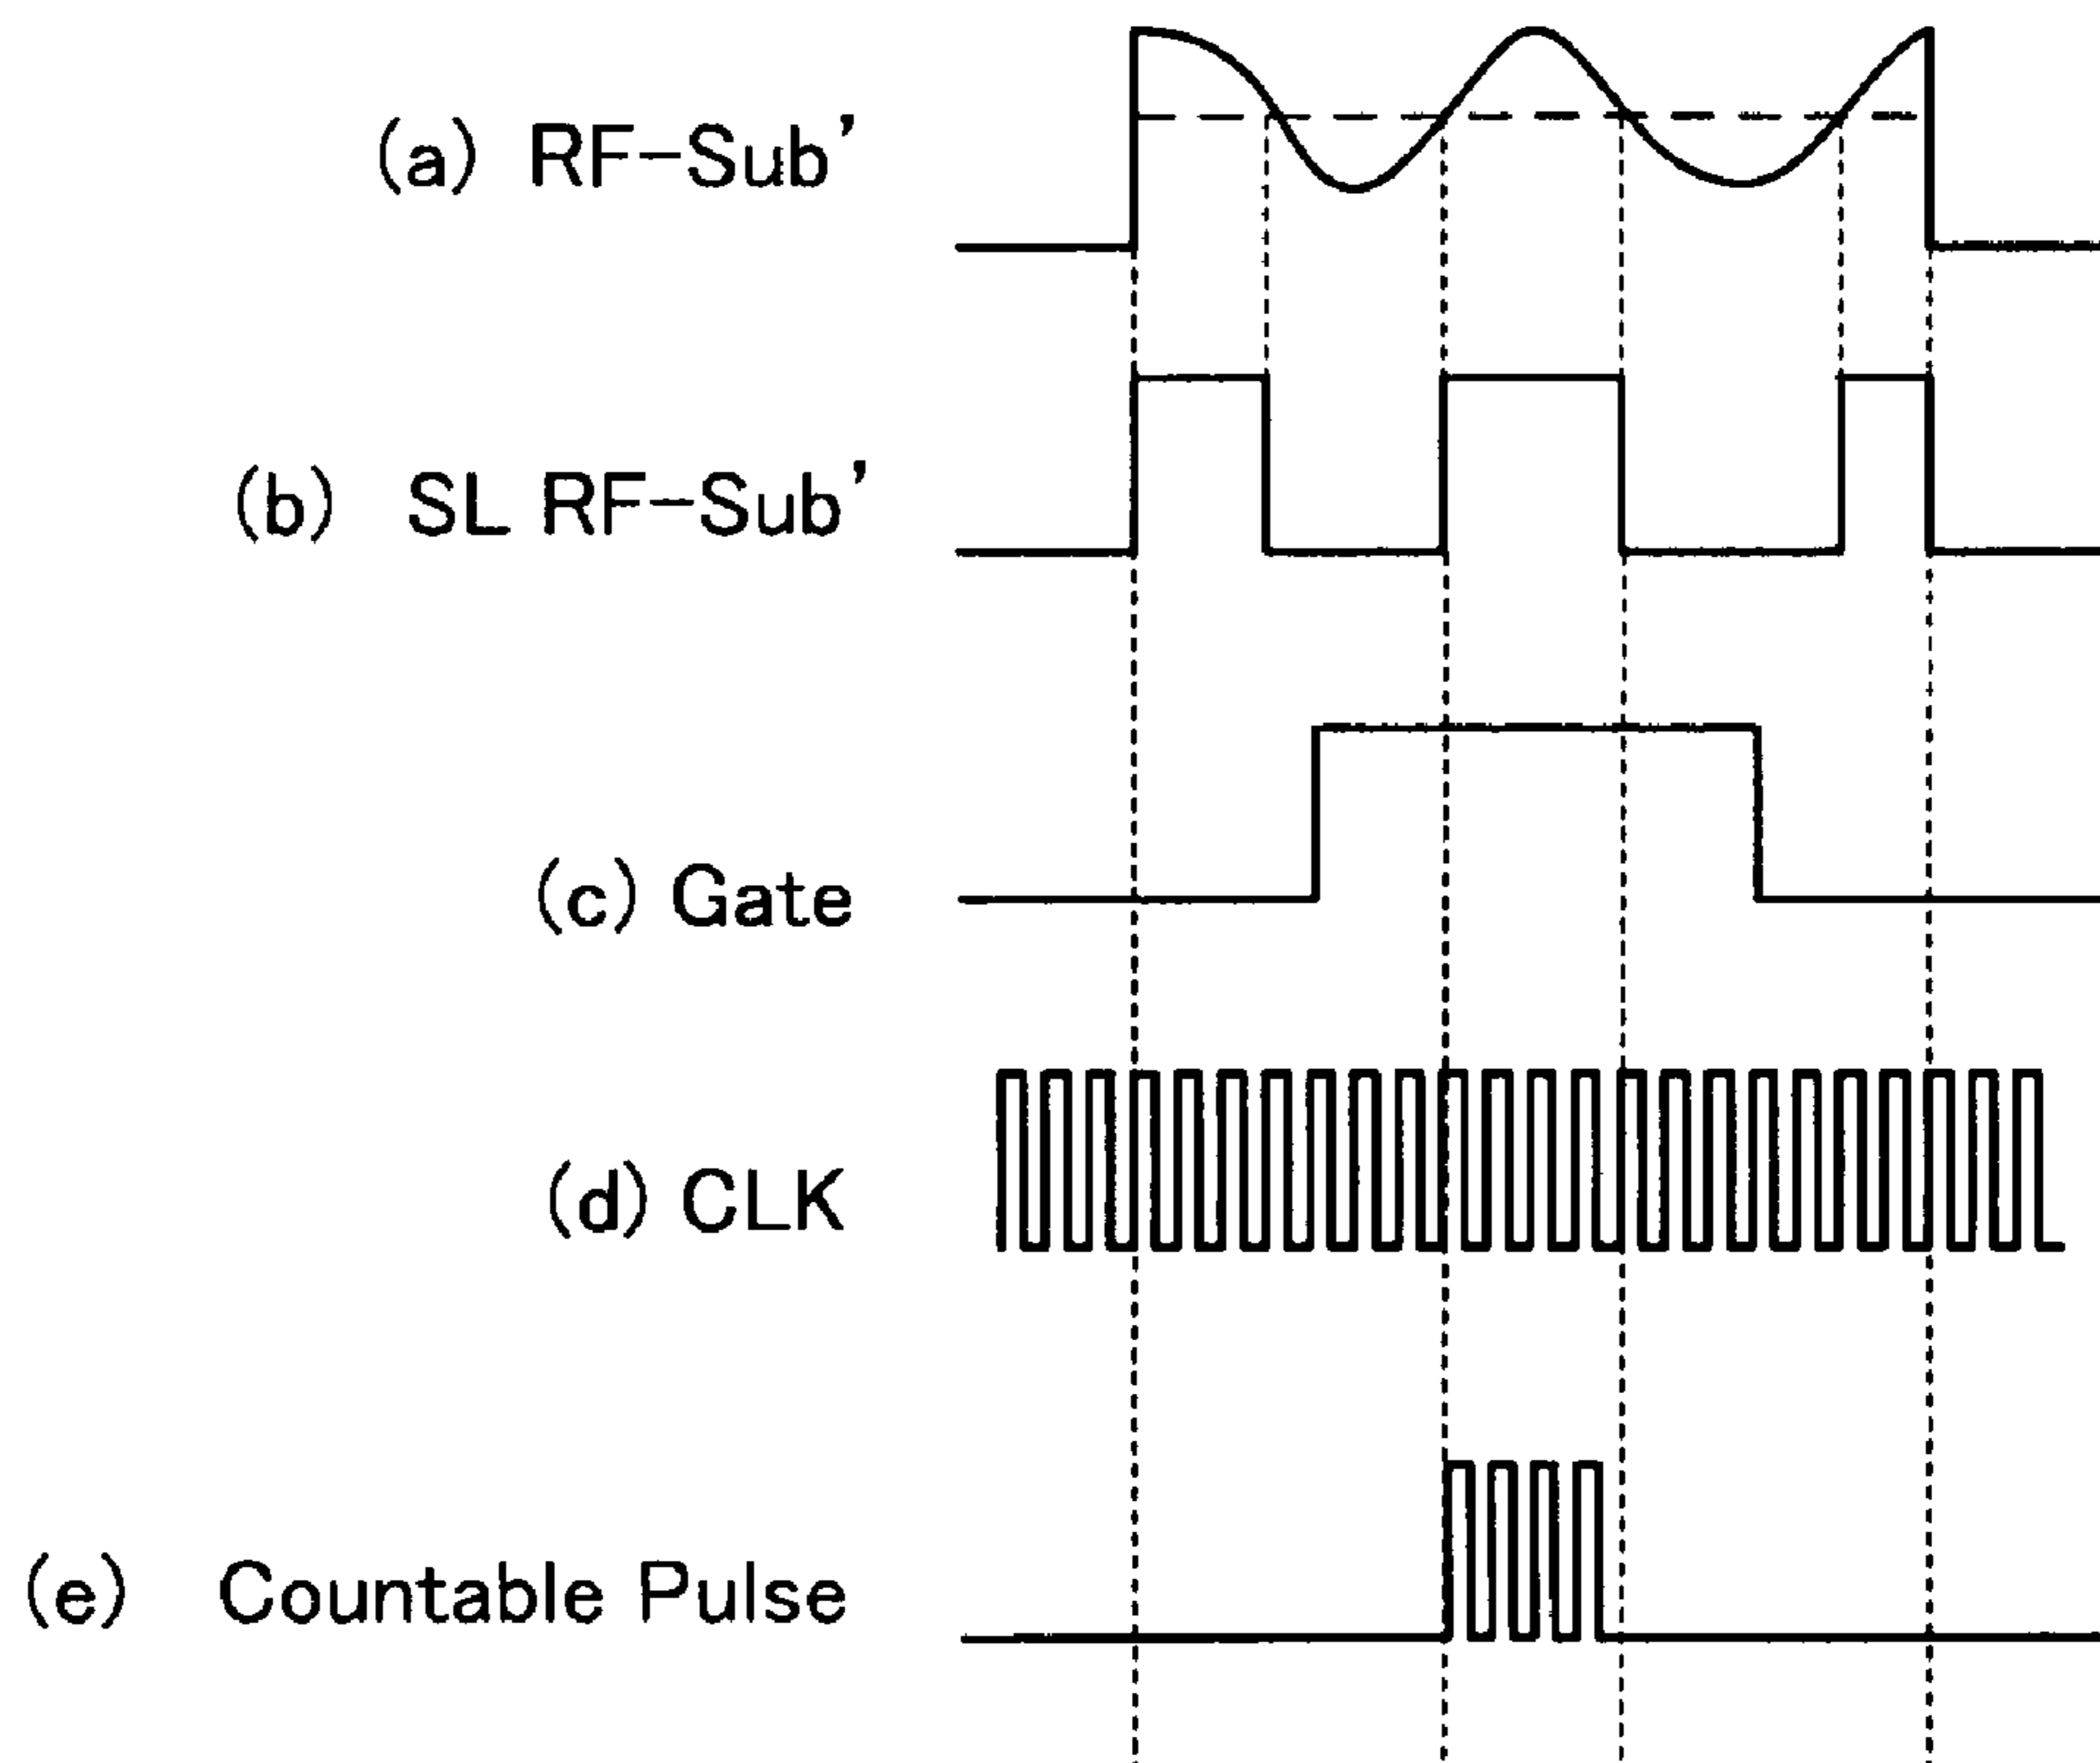 (a) RF-Sub'
(b) SL RF-Sub'
(c) Gate
(d) CLK
(e) Countable Pulse